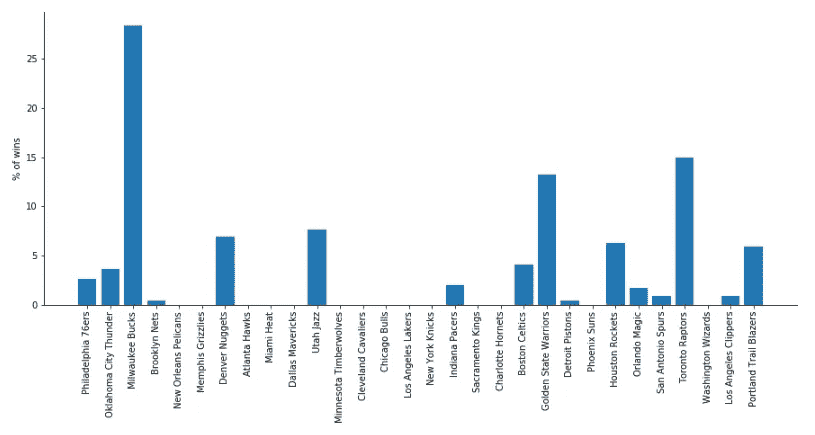 % of wins
25
20
15
10
5
0
Philadelphia 76ers
Oklahoma City Thunder
Milwaukee Bucks
Brooklyn Nets
New Orleans Pelicans
Memphis Grizzlies
Denver Nuggets
Atlanta Hawks
Miami Heat
Dallas Mavericks
Utah Jazz
Minnesota Timberwolves
Cleveland Cavaliers
Chicago Bulls
Los Angeles Lakers
New York Knicks
Indiana Pacers
Sacramento Kings
Charlotte Hornets
Boston Celtics
Golden State Warriors
Detroit Pistons
Phoenix Suns
Houston Rockets
Orlando Magic
San Antonio Spurs
Toronto Raptors
Washington Wizards
Los Angeles Clippers
Portland Trail Blazers